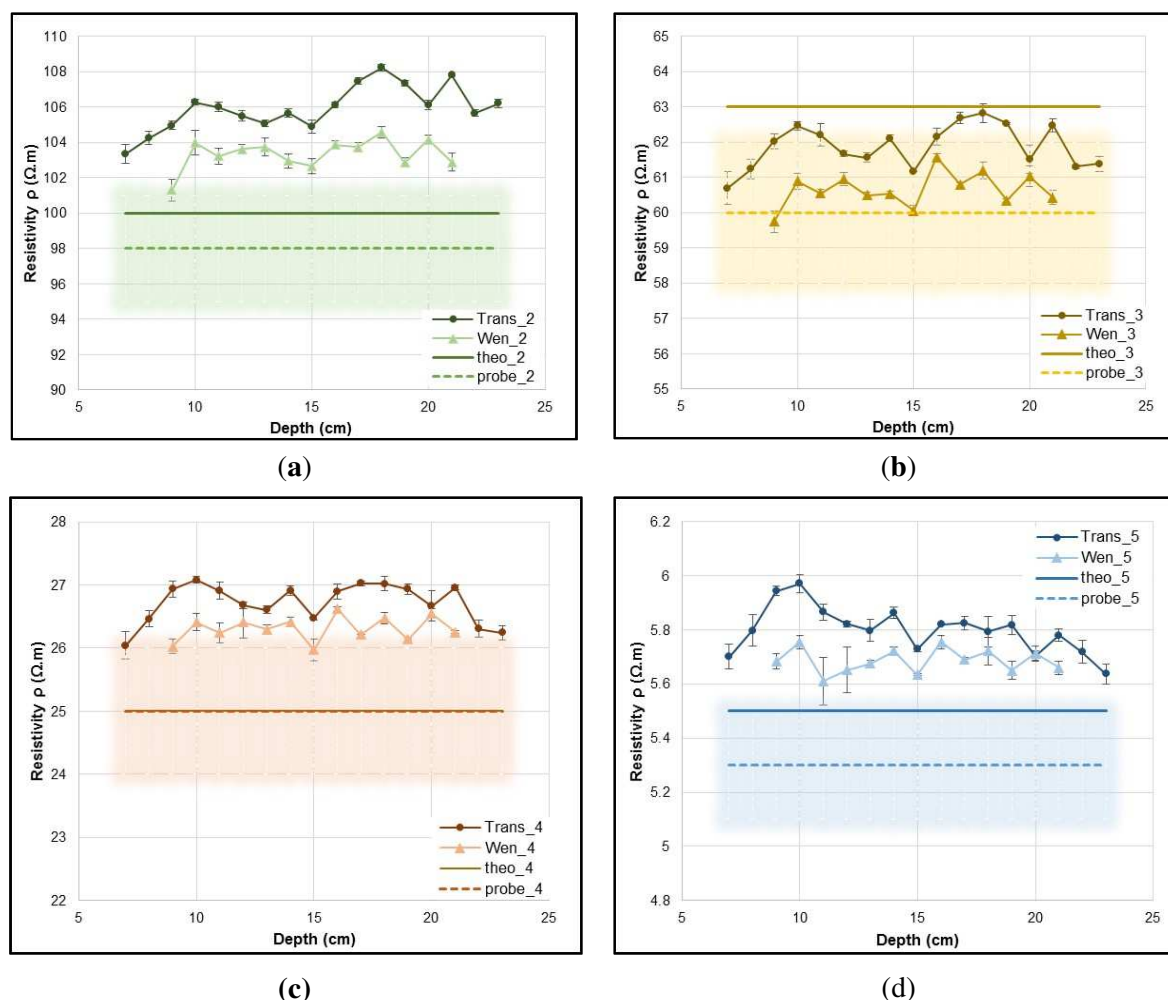 110
108
106
104
102
100
98
96
94
92
90
Resistivity ρ (Ω.m)
5 10 15 20 25
Depth (cm)
Trans_2
Wen_2
theo_2
probe_2
(a)
65
64
63
62
61
60
59
58
57
56
55
Resistivity ρ (Ω.m)
5 10 15 20 25
Depth (cm)
Trans_3
Wen_3
theo_3
probe_3
(b)
28
27
26
25
24
23
22
Resistivity ρ (Ω.m)
5 10 15 20 25
Depth (cm)
Trans_4
Wen_4
theo_4
probe_4
(c)
6.2
6
5.8
5.6
5.4
5.2
5
4.8
Resistivity ρ (Ω.m)
5 10 15 20 25
Depth (cm)
Trans_5
Wen_5
theo_5
probe_5
(d)